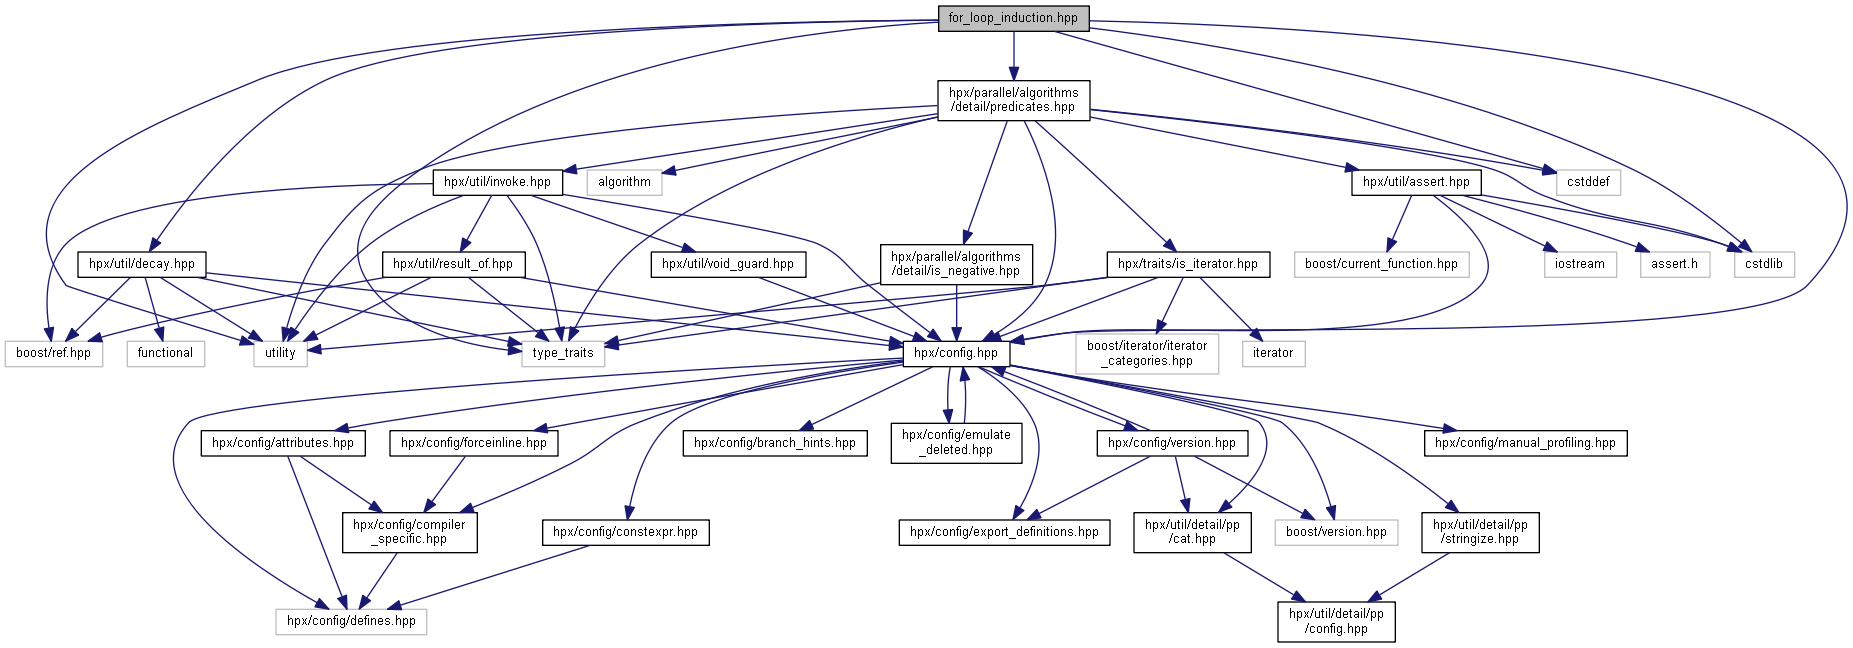 for_loop_induction.hpp
hpx/parallel/algorithms
/detail/predicates.hpp
hpx/util/invoke.hpp
algorithm
hpx/util/assert.hpp
cstddef
hpx/util/decay.hpp
hpx/util/result_of.hpp
hpx/util/void_guard.hpp
hpx/parallel/algorithms
/detail/is_negative.hpp
hpx/traits/is_iterator.hpp
boost/current_function.hpp
iostream
assert.h
cstdlib
boost/ref.hpp
functional
utility
type_traits
hpx/config.hpp
boost/iterator/iterator
_categories.hpp
iterator
hpx/config/attributes.hpp
hpx/config/forceinline.hpp
hpx/config/branch_hints.hpp
hpx/config/emulate
_deleted.hpp
hpx/config/version.hpp
hpx/config/manual_profiling.hpp
hpx/config/compiler
_specific.hpp
hpx/config/constexpr.hpp
hpx/config/export_definitions.hpp
hpx/util/detail/pp
/cat.hpp
boost/version.hpp
hpx/util/detail/pp
/stringize.hpp
hpx/config/defines.hpp
hpx/util/detail/pp
/config.hpp